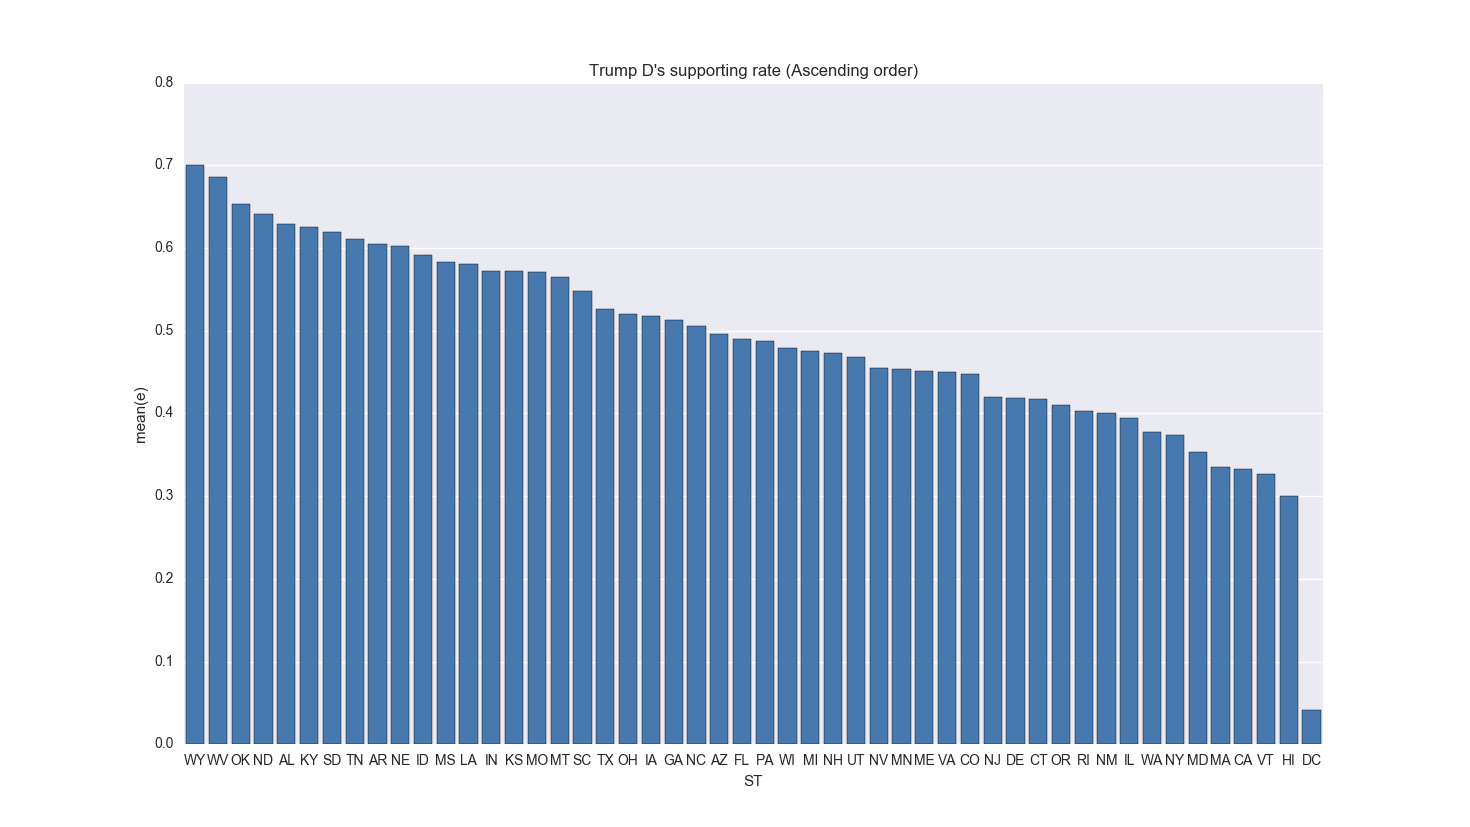 Trump D's supporting rate (Ascending order)
0.8
0.7
0.6
0.5
0.4
0.3
0.2
0.1
0.0
mean(e)
WY WV OK ND AL KY SD TN AR NE ID MS LA IN KS MO MT SC TX OH IA GA NC AZ FL PA WI MI NH UT NV MN ME VA CO NJ DE CT OR RI NM IL WA NY MD MA CA VT HI DC
ST